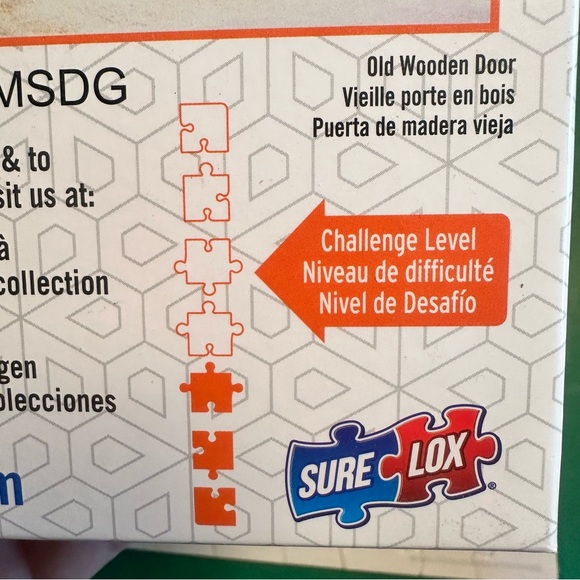 MSDG
Old Wooden Door
Vieille porte en bois
Puerta de madera vieja
& to
sit us at:
à
collection
Challenge Level
Niveau de difficulté
Nivel de Desafío
gen
olecciones
m
SURE LOX®